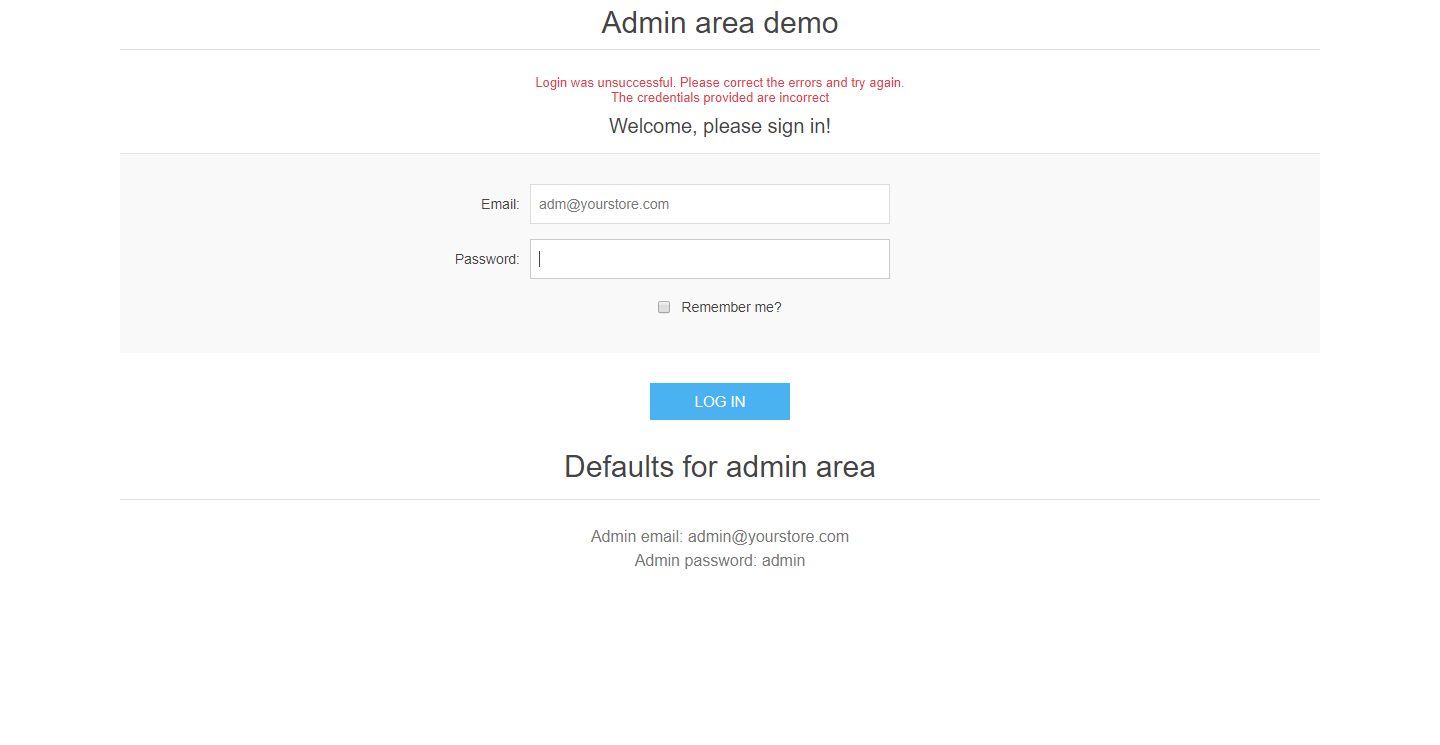 Admin area demo
Login was unsuccessful. Please correct the errors and try again.
The credentials provided are incorrect
Welcome, please sign in!
Email: adm@yourstore.com
Password:
Remember me?
LOG IN
Defaults for admin area
Admin email: admin@yourstore.com
Admin password: admin